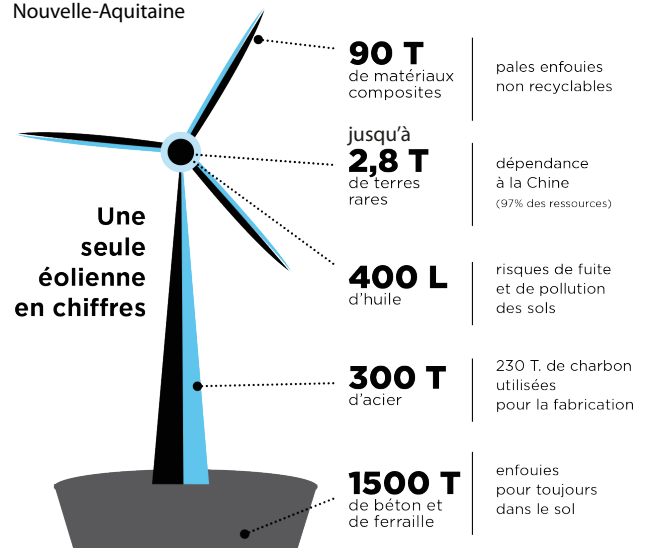 Nouvelle-Aquitaine
90 T
de matériaux
composites
pales enfouies
non recyclables
jusqu'à
2,8 T
de terres
rares
dépendance
à la Chine
(97% des ressources)
Une
seule
éolienne
en chiffres
400 L
d'huile
risques de fuite
et de pollution
des sols
300 T
d'acier
230 T. de charbon
utilisées
pour la fabrication
1500 T
de béton et
de ferraille
enfouies
pour toujours
dans le sol